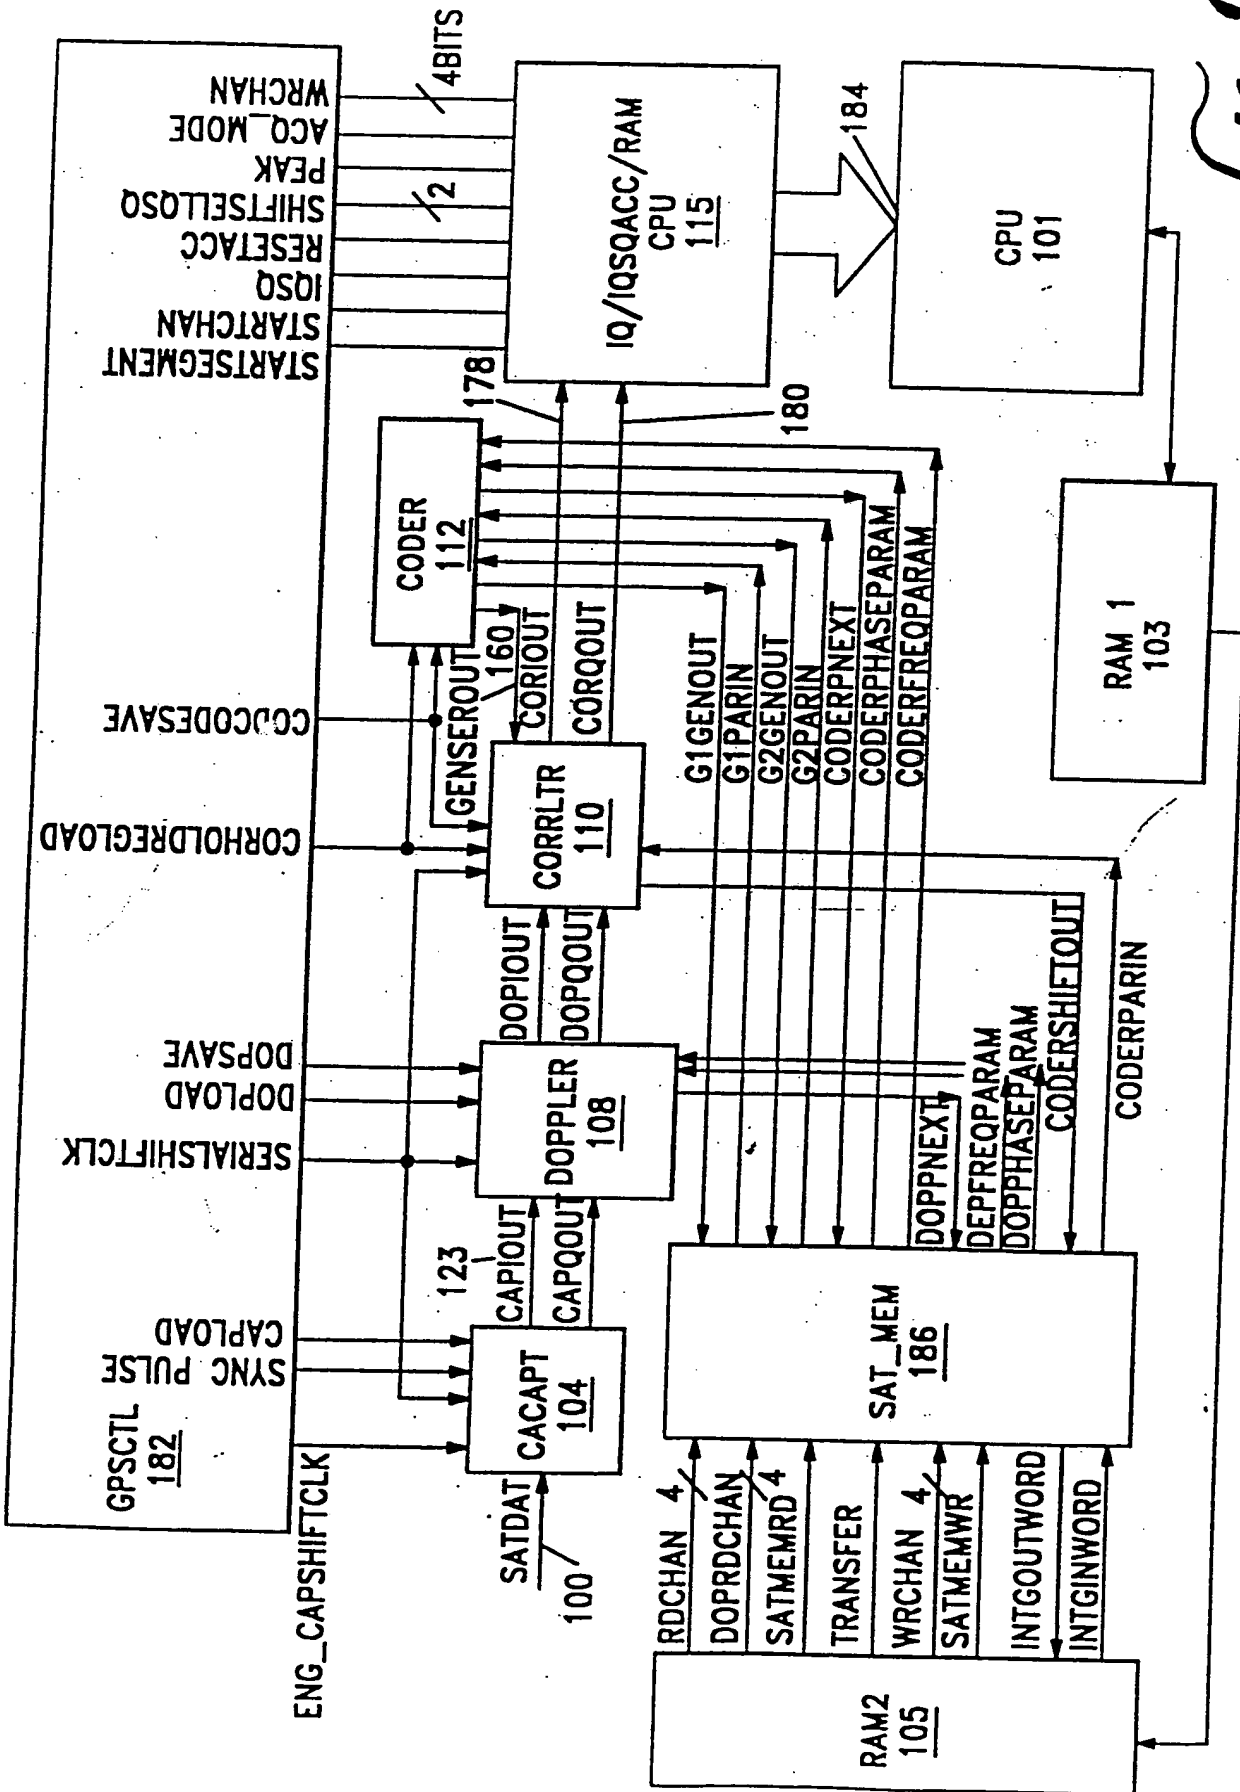 GPSCTL
182
ENG_CAPSHIFTCLK
SYNC PULSE
CAPLOAD
SERIALSHIFTCLK
DOPLOAD
DOPSAVE
CORHOLDREGLOAD
CODCODESAVE
STARTSEGMENT
STARTCHAN
IQSQ
RESETACC
SHIFTSELLQSQ
2
PEAK
ACQ_MODE
WRCHAN
4BITS
SATDAT
100
CACAPT
104
123
CAPIOUT
CAPQOUT
DOPPLER
108
DOPIOUT
DOPQOUT
CORRLTR
110
GENSEROUT
160
CORIOUT
CORQOUT
CODER
112
178
180
IQ/IQSQACC/RAM
CPU
115
184
CPU
101
RAM 1
103
G1GENOUT
G1PARIN
G2GENOUT
G2PARIN
CODERPNEXT
CODERPHASEPARAM
CODERFREQPARAM
DOPPNEXT
DEPFREQPARAM
DOPPHASEPARAM
CODERSHIFTOUT
CODERPARIN
SAT_MEM
186
RDCHAN 4
DOPRDCHAN 4
SATMEMRD
TRANSFER
WRCHAN 4
SATMEMWR
INTGOUTWORD
INTGINWORD
RAM2
105